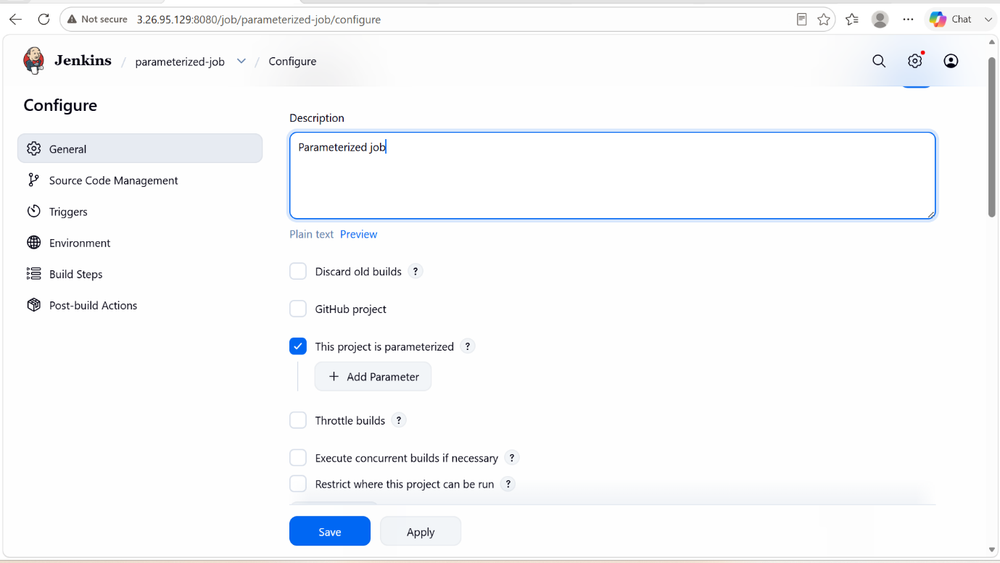 Not secure 3.26.95.129:8080/job/parameterized-job/configure Chat
Jenkins / parameterized-job / Configure
Configure
General
Source Code Management
Triggers
Environment
Build Steps
Post-build Actions
Description
Parameterized job
Plain text Preview
Discard old builds ?
GitHub project
This project is parameterized ?
+ Add Parameter
Throttle builds ?
Execute concurrent builds if necessary ?
Restrict where this project can be run ?
Save Apply